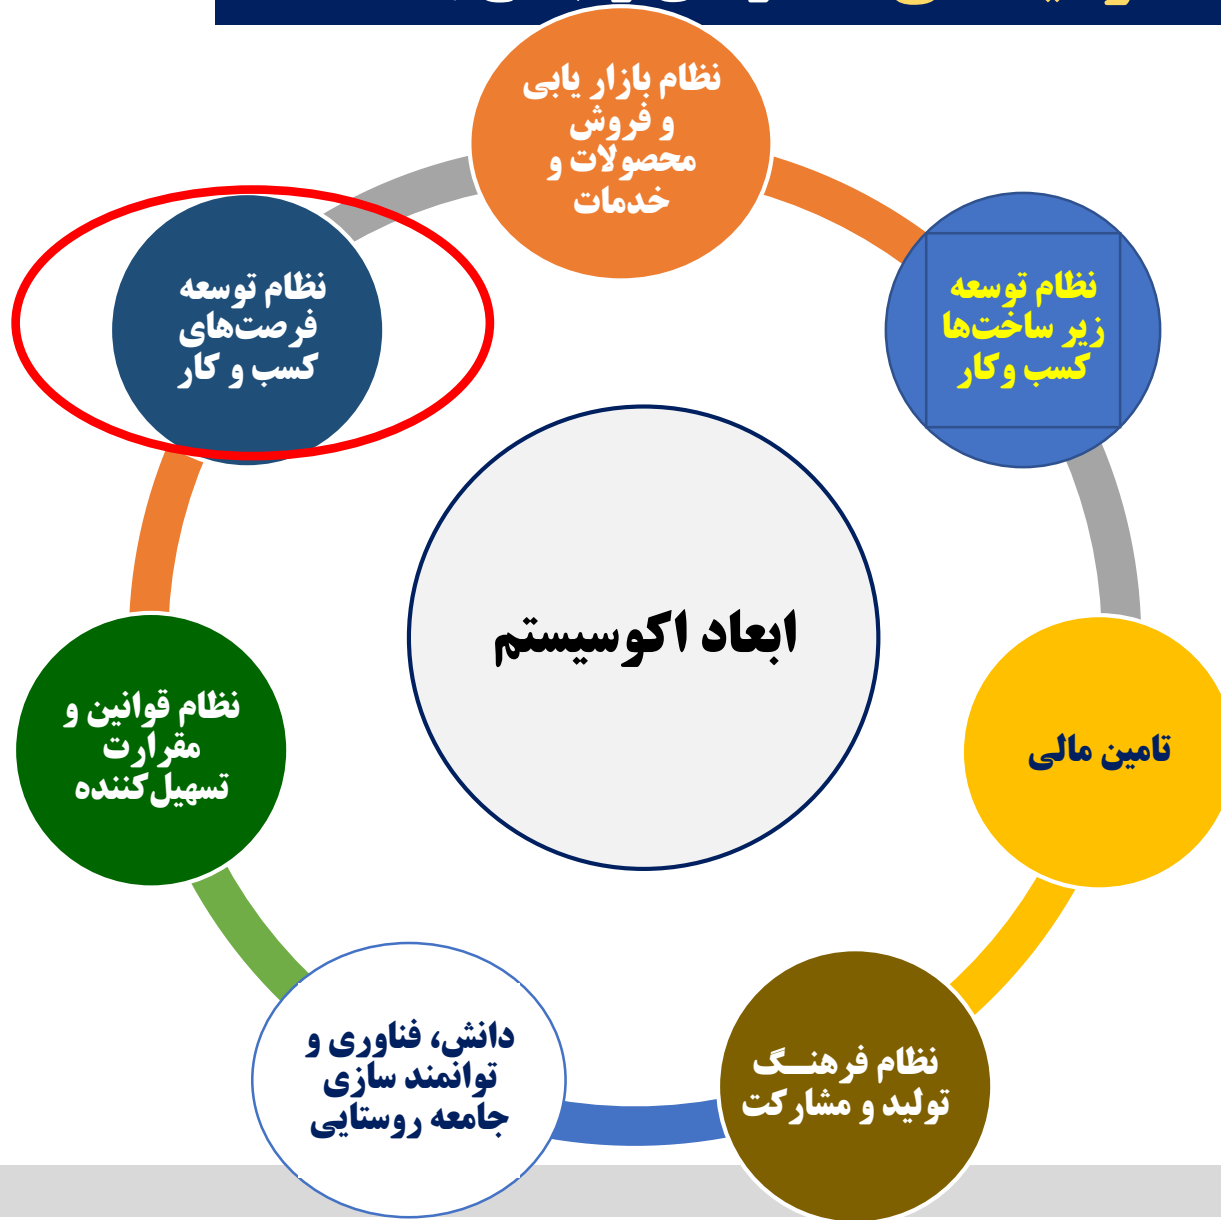 نظام بازار یابی
و فروش
محصولات و
خدمات
نظام توسعه
زیر ساخت‌ها
کسب وکار
تامین مالی
نظام فرهنــگ
تولید و مشارکت
دانش، فناوری و
توانمند سازی
جامعه روستایی
نظام قوانین و
مقرارت
تسهیل‌کننده
نظام توسعه
فرصت‌های
کسب و کار
ابعاد اکوسیستم